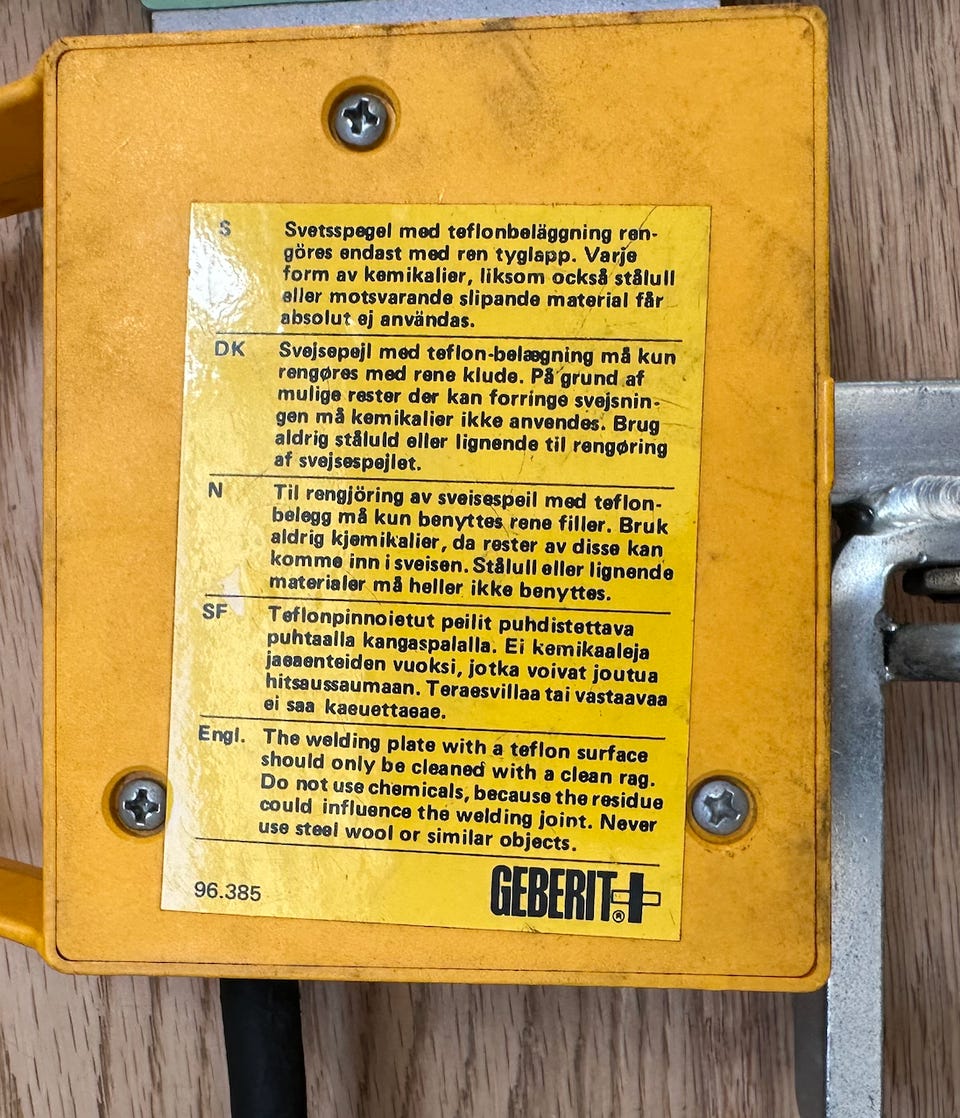 S Svetsspegel med teflonbeläggning ren-
göres endast med ren tyglapp. Varje
form av kemikalier, liksom också stålull
eller motsvarande slipande material får
absolut ej användas.
DK Svejsepejl med teflon-belægning må kun
rengøres med rene klude. På grund af
mulige rester der kan forringe svejsnin-
gen må kemikalier ikke anvendes. Brug
aldrig ståluld eller lignende til rengøring
af svejsespejlet.
N Til rengjöring av sveisespeil med teflon-
belegg må kun benyttes rene filler. Bruk
aldrig kjemikalier, da rester av disse kan
komme inn i sveisen. Stålull eller lignende
materialer må heller ikke benyttes.
SF Teflonpinnoietut peilit puhdistettava
puhtaalla kangaspalalla. Ei kemikaaleja
jaeaenteiden vuoksi, jotka voivat joutua
hitsaussaumaan. Teraesvillaa tai vastaavaa
ei saa kaeuettaeae.
Engl. The welding plate with a teflon surface
should only be cleaned with a clean rag.
Do not use chemicals, because the residue
could influence the welding joint. Never
use steel wool or similar objects.
96.385 GEBERIT®